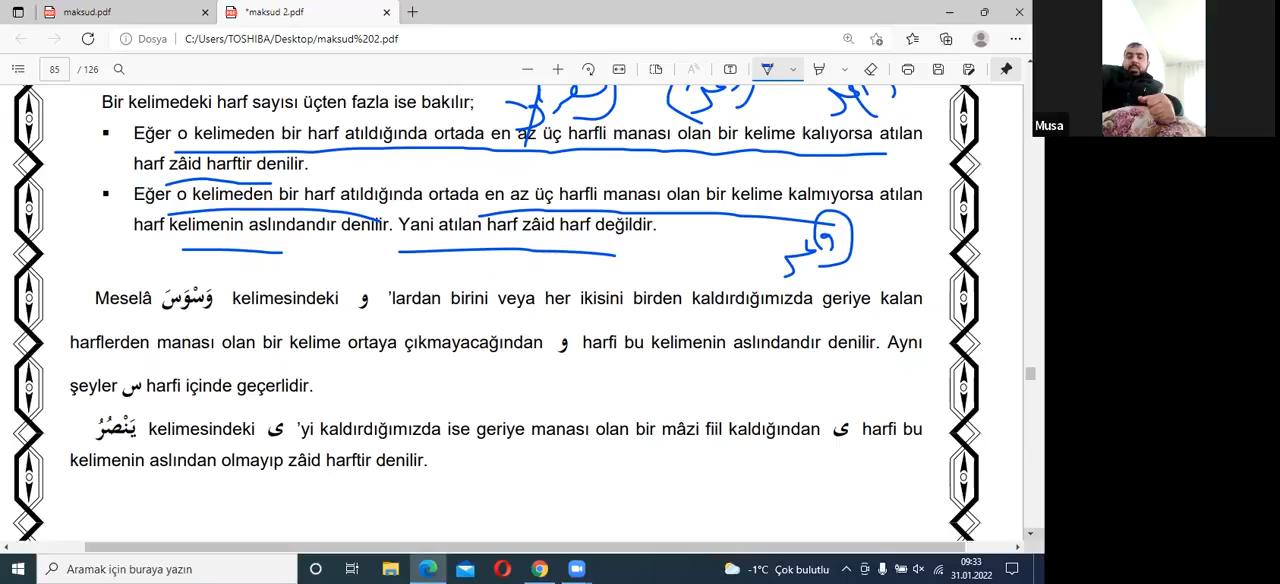 maksud.pdf
*maksud 2.pdf
Dosya C:/Users/TOSHIBA/Desktop/maksud%202.pdf
85 / 126
Musa
Bir kelimedeki harf sayısı üçten fazla ise bakılır;
▪ Eğer o kelimeden bir harf atıldığında ortada en az üç harfli manası olan bir kelime kalıyorsa atılan
harf zâid harftir denilir.
▪ Eğer o kelimeden bir harf atıldığında ortada en az üç harfli manası olan bir kelime kalmıyorsa atılan
harf kelimenin aslındandır denilir. Yani atılan harf zâid harf değildir.
Meselâ وَسْوَسَ kelimesindeki و ’lardan birini veya her ikisini birden kaldırdığımızda geriye kalan
harflerden manası olan bir kelime ortaya çıkmayacağından و harfi bu kelimenin aslındandır denilir. Aynı
şeyler س harfi içinde geçerlidir.
يَنْصُرُ kelimesindeki ى ’yi kaldırdığımızda ise geriye manası olan bir mâzi fiil kaldığından ى harfi bu
kelimenin aslından olmayıp zâid harftir denilir.
Aramak için buraya yazın
-1°C Çok bulutlu
09:33
31.01.2022